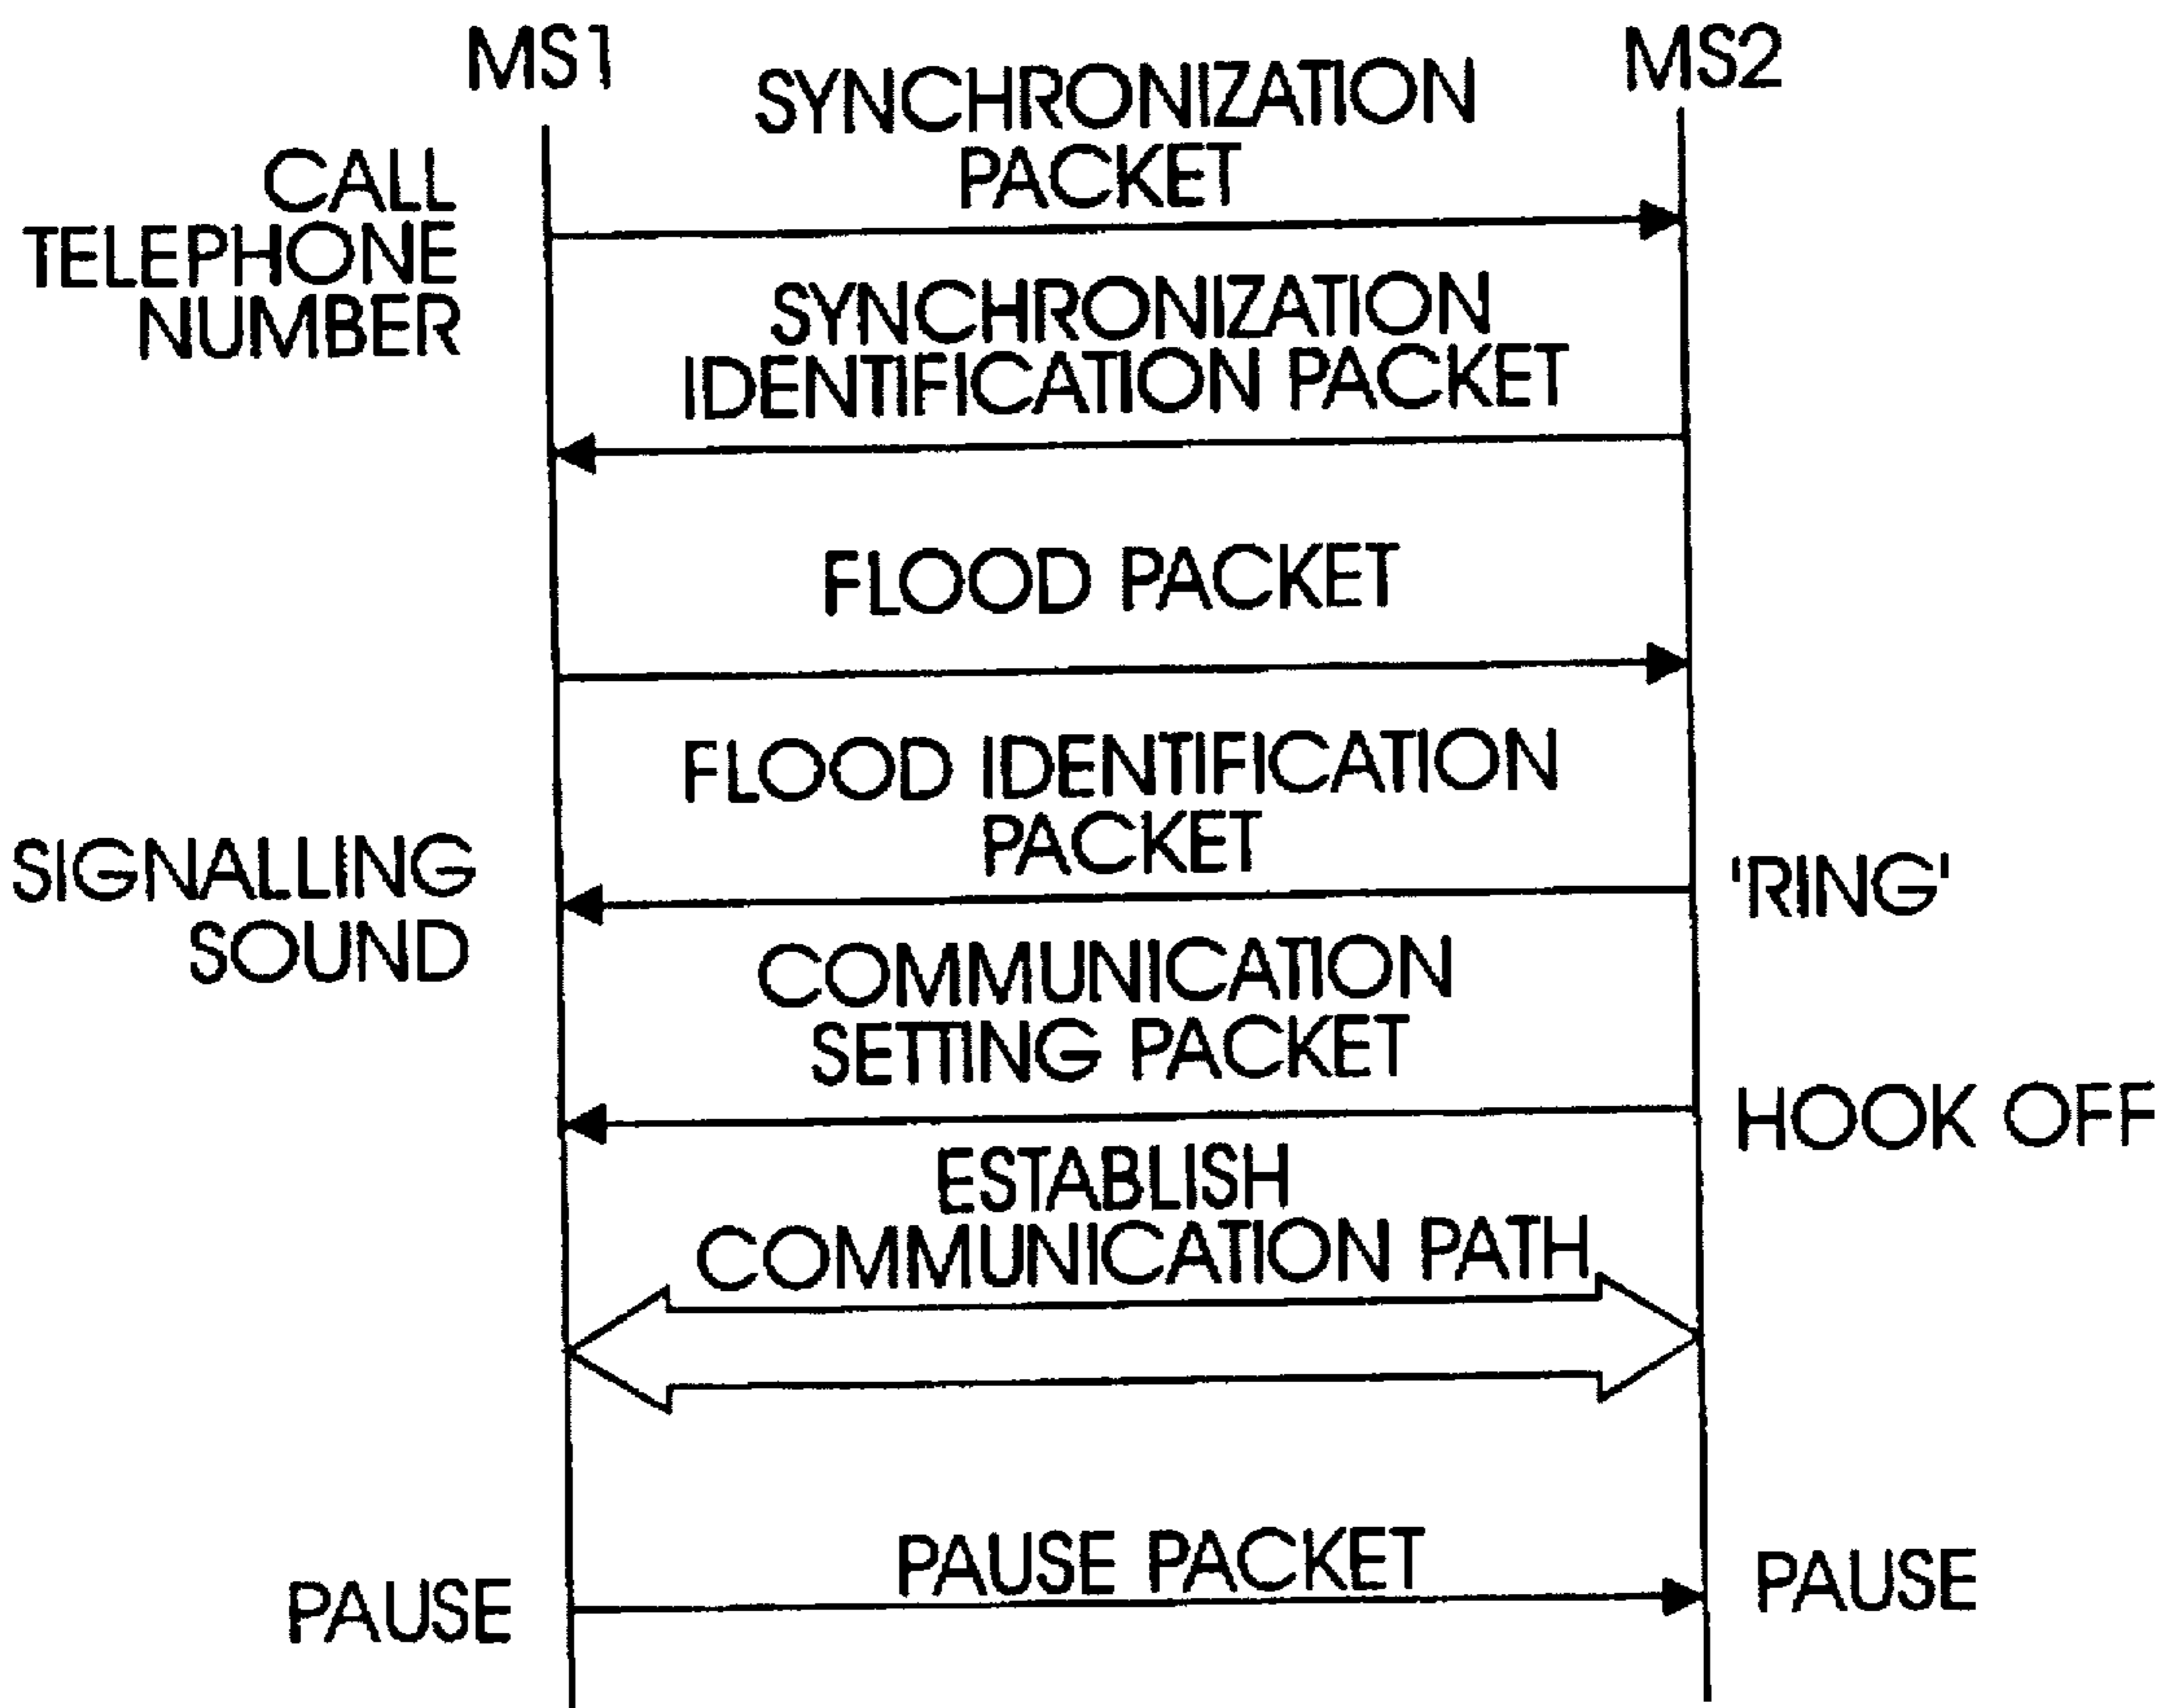 MS1
MS2
SYNCHRONIZATION
PACKET
CALL
TELEPHONE
NUMBER
SYNCHRONIZATION
IDENTIFICATION PACKET
FLOOD PACKET
FLOOD IDENTIFICATION
PACKET
SIGNALLING
SOUND
'RING'
COMMUNICATION
SETTING PACKET
HOOK OFF
ESTABLISH
COMMUNICATION PATH
PAUSE PACKET
PAUSE
PAUSE